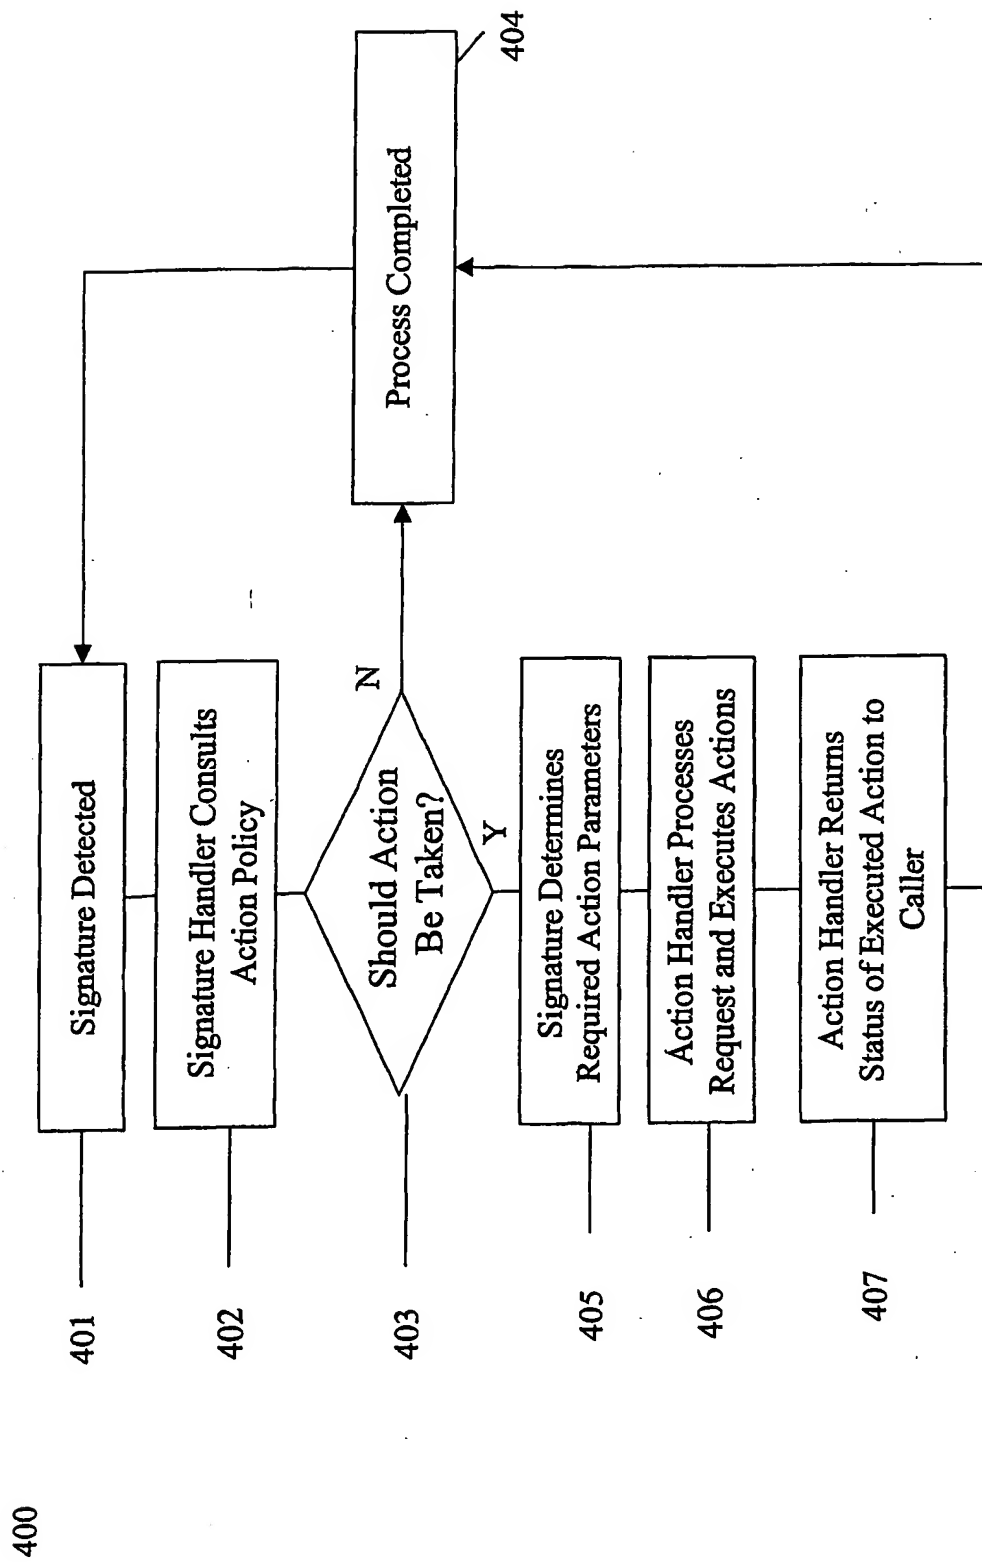 400
401
Signature Detected
402
Signature Handler Consults
Action Policy
403
Should Action
Be Taken?
N
Y
Process Completed
404
405
Signature Determines
Required Action Parameters
406
Action Handler Processes
Request and Executes Actions
407
Action Handler Returns
Status of Executed Action to
Caller